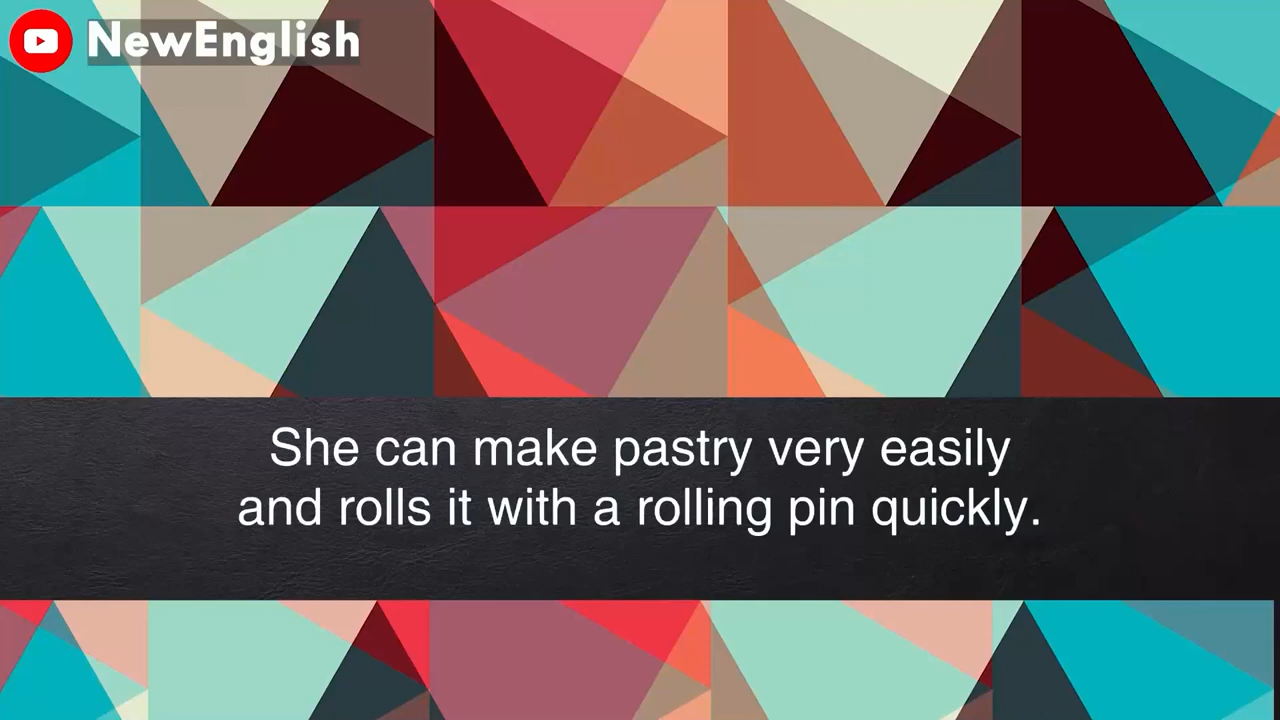 NewEnglish
She can make pastry very easily
and rolls it with a rolling pin quickly.